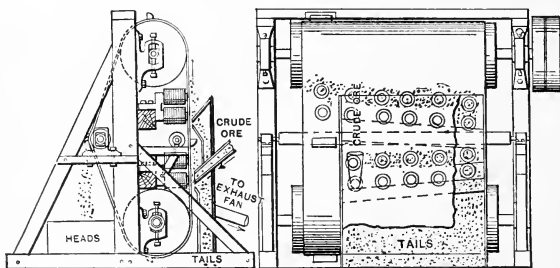 CRUDE
ORE
TO
EXHAUST
FAN
HEADS
TAILS
CRUDE ORE
TAILS